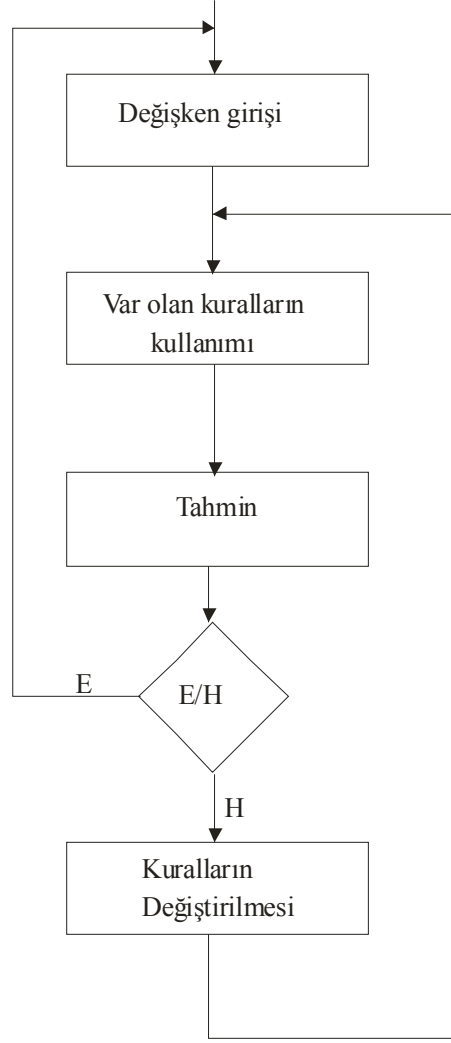 Değişken girişi
Var olan kuralların
kullanımı
Tahmin
E
E/H
H
Kuralların
Değiştirilmesi